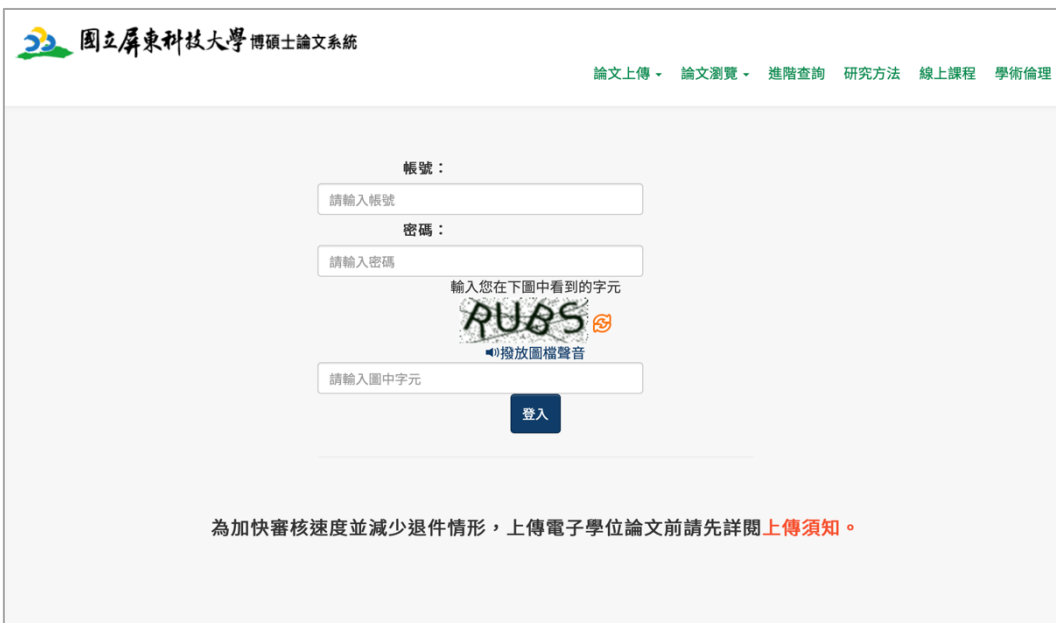 國立屏東科技大學 博碩士論文系統
論文上傳 論文瀏覽 進階查詢 研究方法 線上課程 學術倫理
帳號：
請輸入帳號
密碼：
請輸入密碼
輸入您在下圖中看到的字元
RUBS
撥放圖檔聲音
請輸入圖中字元
登入
為加快審核速度並減少退件情形，上傳電子學位論文前請先詳閱上傳須知。